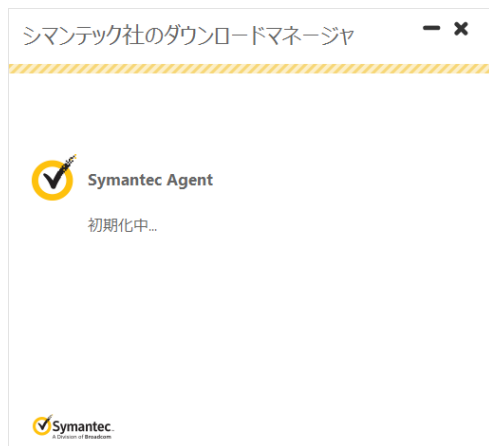 シマンテック社のダウンロードマネージャ
Symantec Agent
初期化中...
Symantec.
A Division of Broadcom